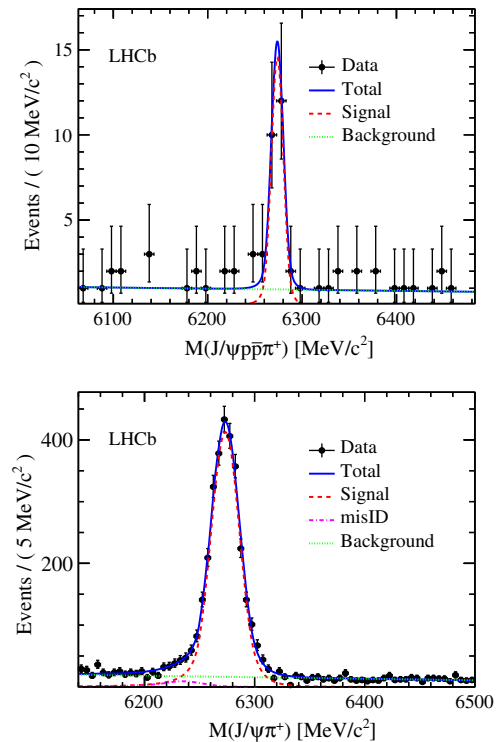 LHCb
Data
Total
Signal
Background
Events / ( 10 MeV/c²)
15
10
5
6100 6200 6300 6400
M(J/ψpp̄π⁺) [MeV/c²]
LHCb
Data
Total
Signal
misID
Background
Events / ( 5 MeV/c²)
400
200
6200 6300 6400 6500
M(J/ψπ⁺) [MeV/c²]